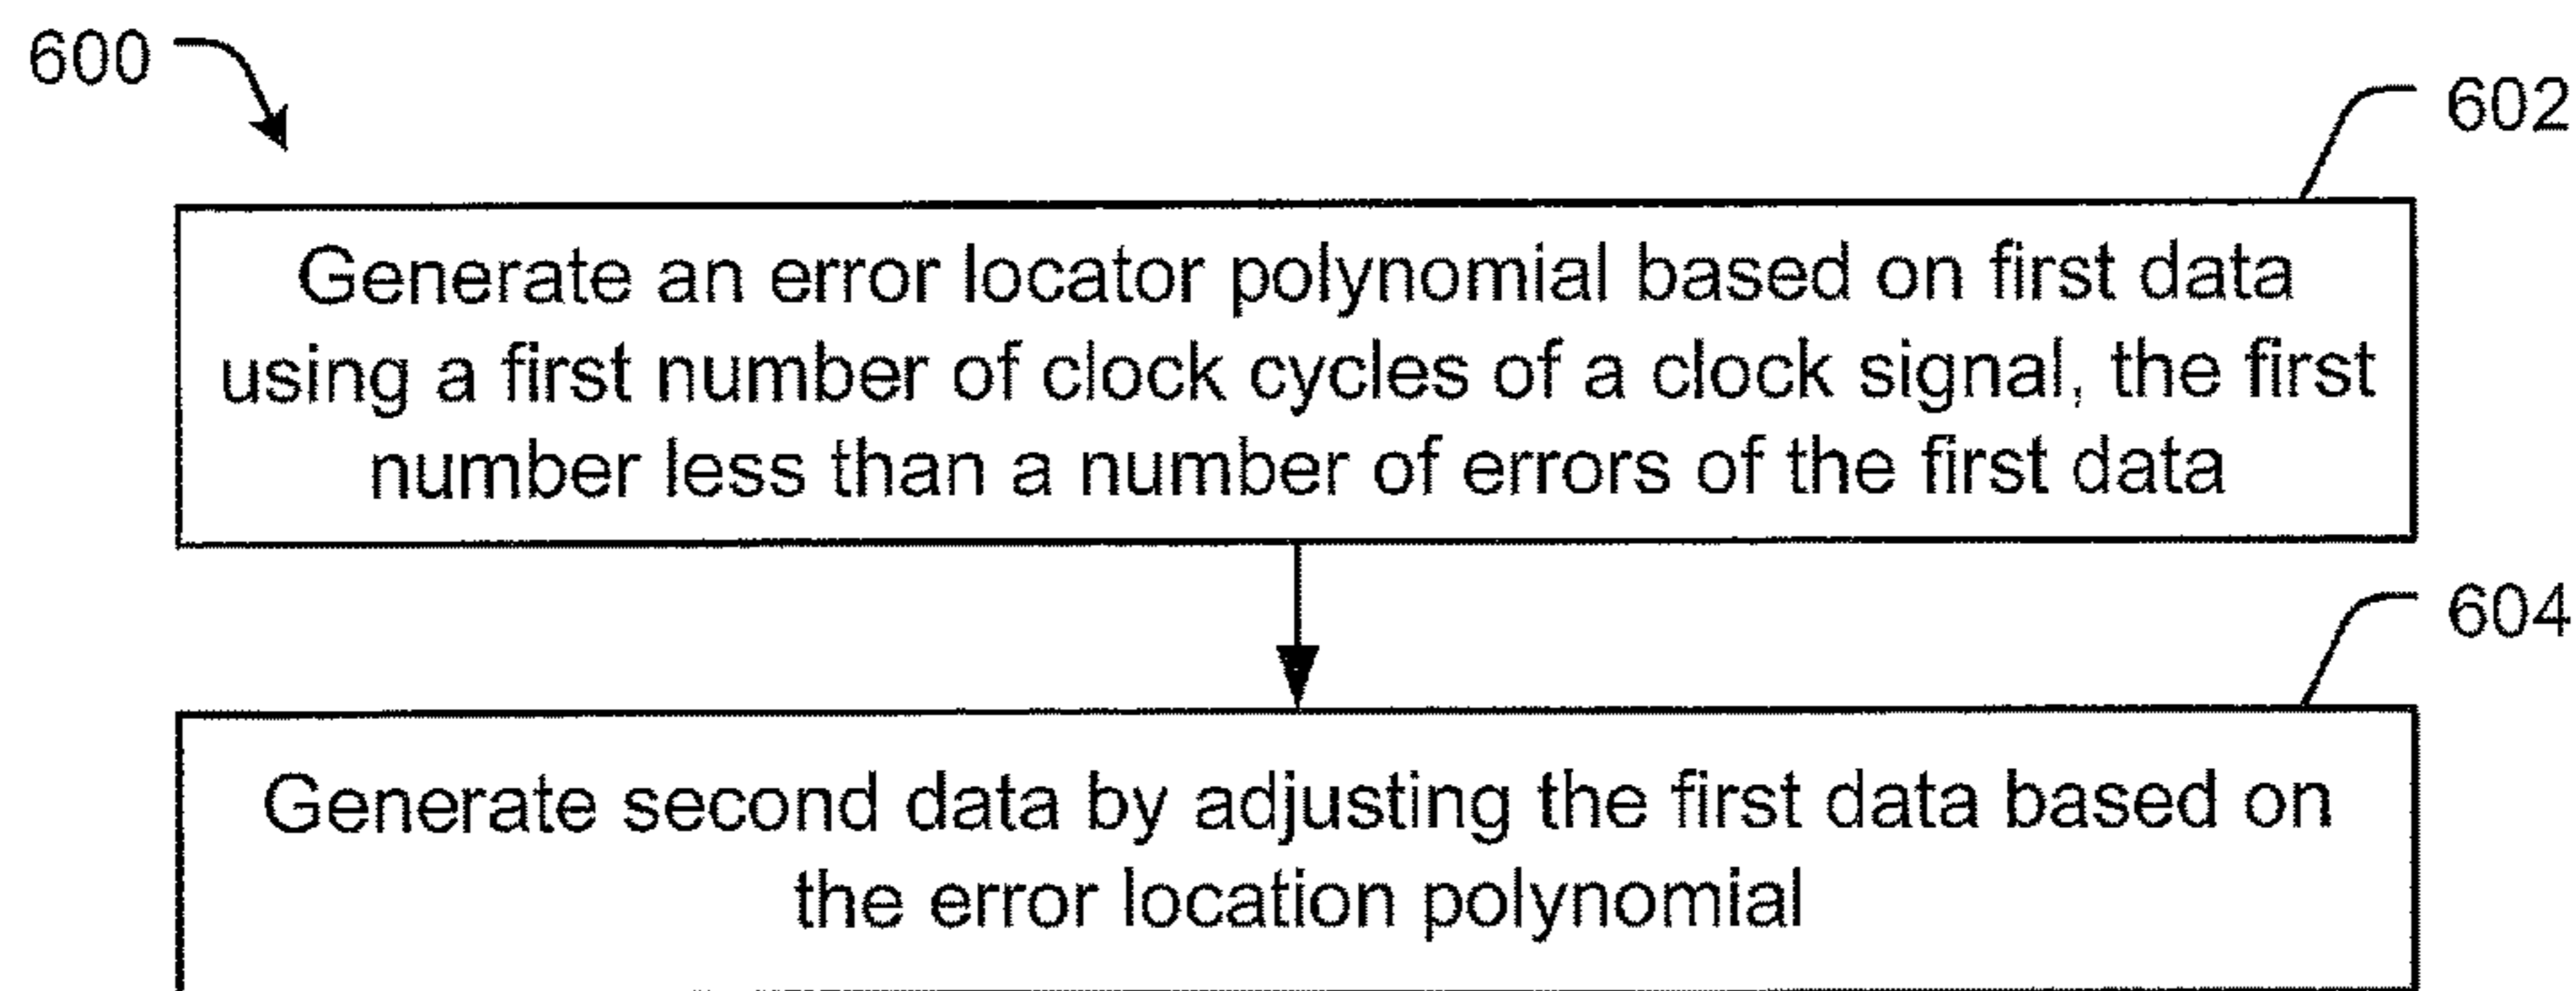 600
602
Generate an error locator polynomial based on first data
using a first number of clock cycles of a clock signal, the first
number less than a number of errors of the first data
604
Generate second data by adjusting the first data based on
the error location polynomial